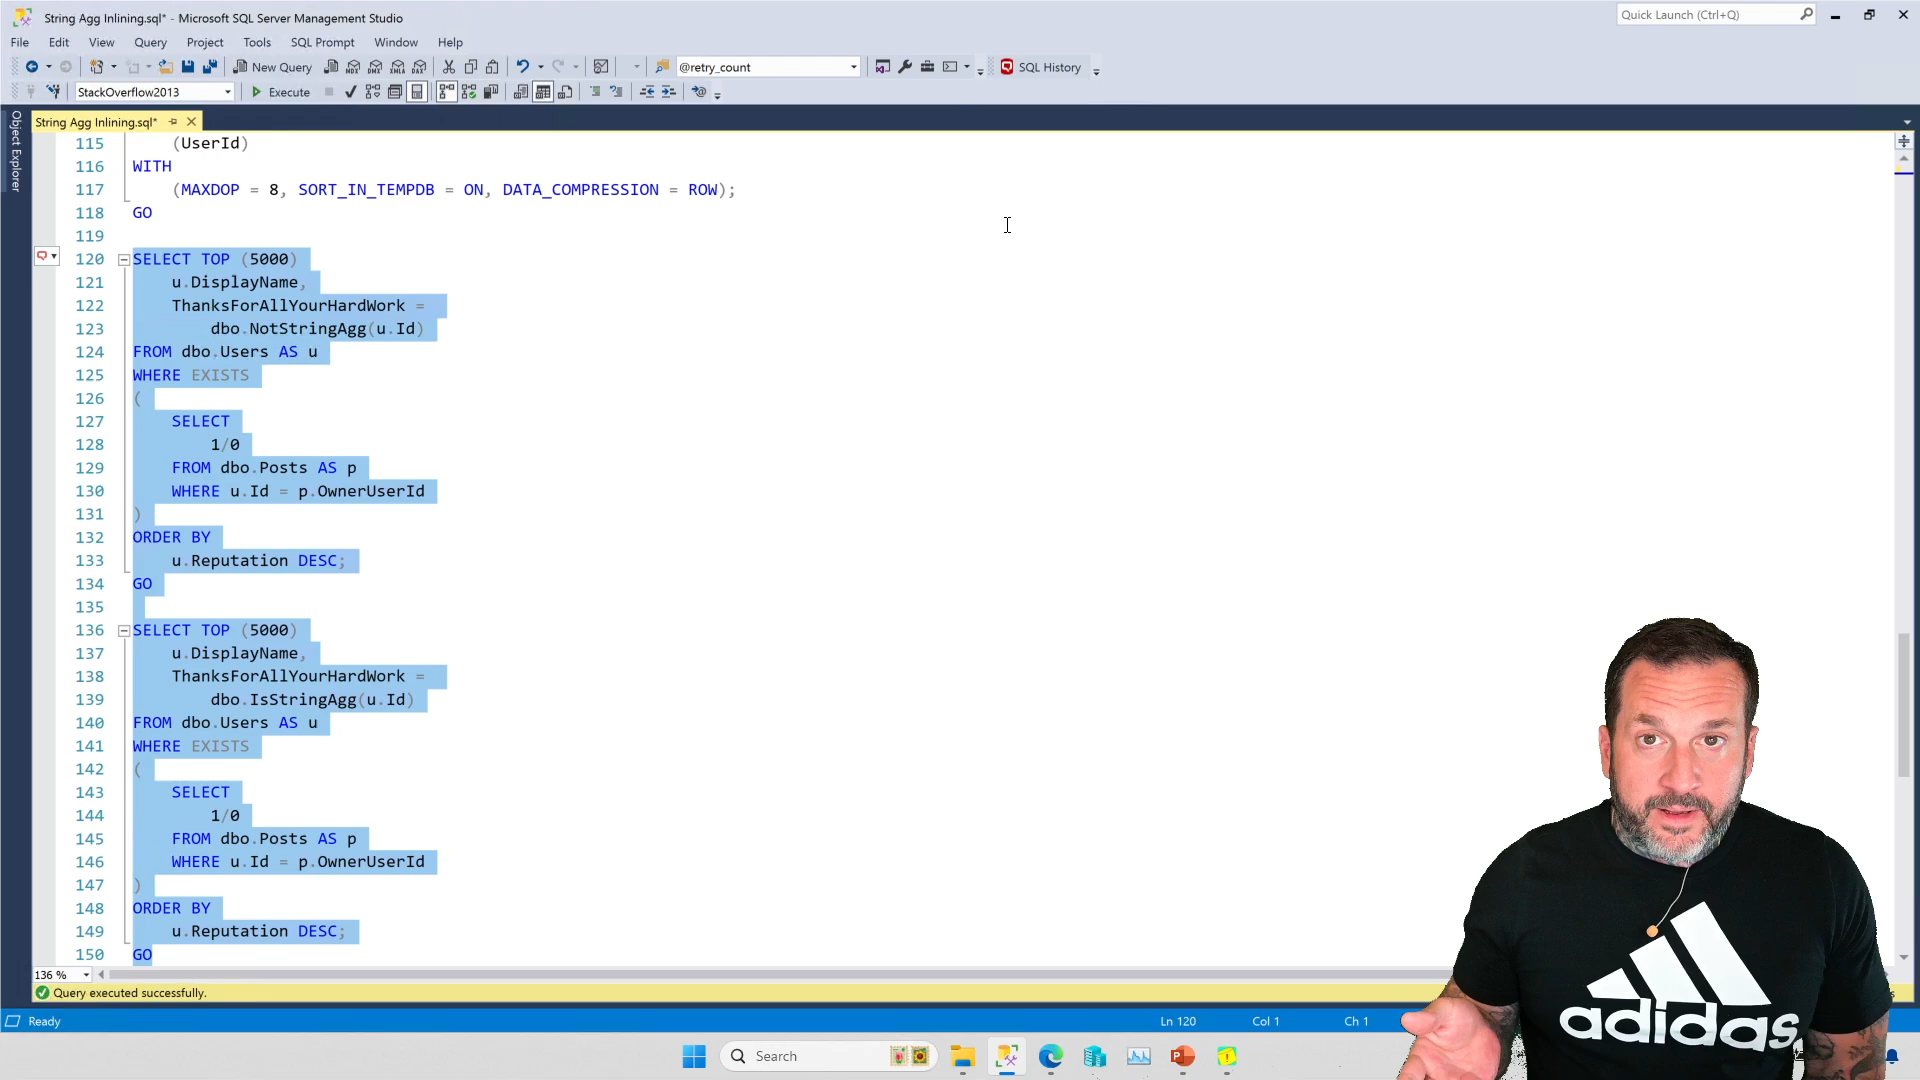 String Agg Inlining.sql* - Microsoft SQL Server Management Studio
Quick Launch (Ctrl+Q)
File Edit View Query Project Tools SQL Prompt Window Help
New Query
MDX DMX XMLA DAX
@retry_count
SQL History
StackOverflow2013
Execute
Object Explorer
String Agg Inlining.sql*
115 (UserId)
116 WITH
117 (MAXDOP = 8, SORT_IN_TEMPDB = ON, DATA_COMPRESSION = ROW);
118 GO
119
120 SELECT TOP (5000)
121 u.DisplayName,
122 ThanksForAllYourHardWork =
123 dbo.NotStringAgg(u.Id)
124 FROM dbo.Users AS u
125 WHERE EXISTS
126 (
127 SELECT
128 1/0
129 FROM dbo.Posts AS p
130 WHERE u.Id = p.OwnerUserId
131 )
132 ORDER BY
133 u.Reputation DESC;
134 GO
135
136 SELECT TOP (5000)
137 u.DisplayName,
138 ThanksForAllYourHardWork =
139 dbo.IsStringAgg(u.Id)
140 FROM dbo.Users AS u
141 WHERE EXISTS
142 (
143 SELECT
144 1/0
145 FROM dbo.Posts AS p
146 WHERE u.Id = p.OwnerUserId
147 )
148 ORDER BY
149 u.Reputation DESC;
150 GO
136 %
Query executed successfully.
Ready
Ln 120
Col 1
Ch 1
Search
adidas